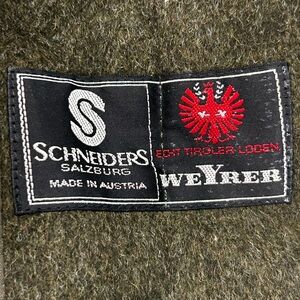 S
SCHNEIDERS
SALZBURG
MADE IN AUSTRIA
ECHT TIROLER LODEN
WEYRER